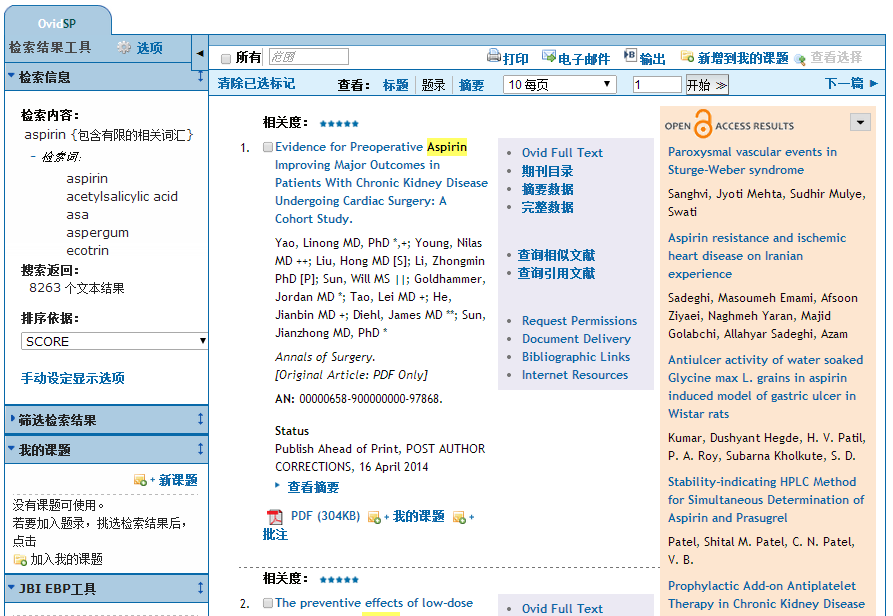 OvidSP
检索结果工具 选项
检索信息
检索内容:
aspirin {包含有限的相关词汇}
- 检索词:
aspirin
acetylsalicylic acid
asa
aspergum
ecotrin
搜索返回:
8263 个文本结果
排序依据:
SCORE
手动设定显示选项
筛选检索结果
我的课题
+ 新课题
没有课题可使用。
若要加入题录，挑选检索结果后，
点击
加入我的课题
JBI EBP工具
所有 范围 打印 电子邮件 输出 新增到我的课题 查看选择
清除已选标记 查看: 标题 题录 摘要 10 每页 1 开始 ≫ 下一篇
相关度: ★★★★★
1. Evidence for Preoperative Aspirin
Improving Major Outcomes in
Patients With Chronic Kidney Disease
Undergoing Cardiac Surgery: A
Cohort Study.
Yao, Linong MD, PhD *,+; Young, Nilas
MD ++; Liu, Hong MD [S]; Li, Zhongmin
PhD [P]; Sun, Will MS ||; Goldhammer,
Jordan MD *; Tao, Lei MD +; He,
Jianbin MD +; Diehl, James MD **; Sun,
Jianzhong MD, PhD *
Annals of Surgery.
[Original Article: PDF Only]
AN: 00000658-900000000-97868.
Status
Publish Ahead of Print, POST AUTHOR
CORRECTIONS, 16 April 2014
查看摘要
PDF (304KB) + 我的课题 +
批注
• Ovid Full Text
• 期刊目录
• 摘要数据
• 完整数据
• 查询相似文献
• 查询引用文献
• Request Permissions
• Document Delivery
• Bibliographic Links
• Internet Resources
相关度: ★★★★★
2. The preventive effects of low-dose
• Ovid Full Text
OPEN ACCESS RESULTS
Paroxysmal vascular events in
Sturge-Weber syndrome
Sanghvi, Jyoti Mehta, Sudhir Mulye,
Swati
Aspirin resistance and ischemic
heart disease on Iranian
experience
Sadeghi, Masoumeh Emami, Afsoon
Ziyaei, Naghmeh Yaran, Majid
Golabchi, Allahyar Sadeghi, Azam
Antiulcer activity of water soaked
Glycine max L. grains in aspirin
induced model of gastric ulcer in
Wistar rats
Kumar, Dushyant Hegde, H. V. Patil,
P. A. Roy, Subarna Kholkute, S. D.
Stability-indicating HPLC Method
for Simultaneous Determination of
Aspirin and Prasugrel
Patel, Shital M. Patel, C. N. Patel,
V. B.
Prophylactic Add-on Antiplatelet
Therapy in Chronic Kidney Disease